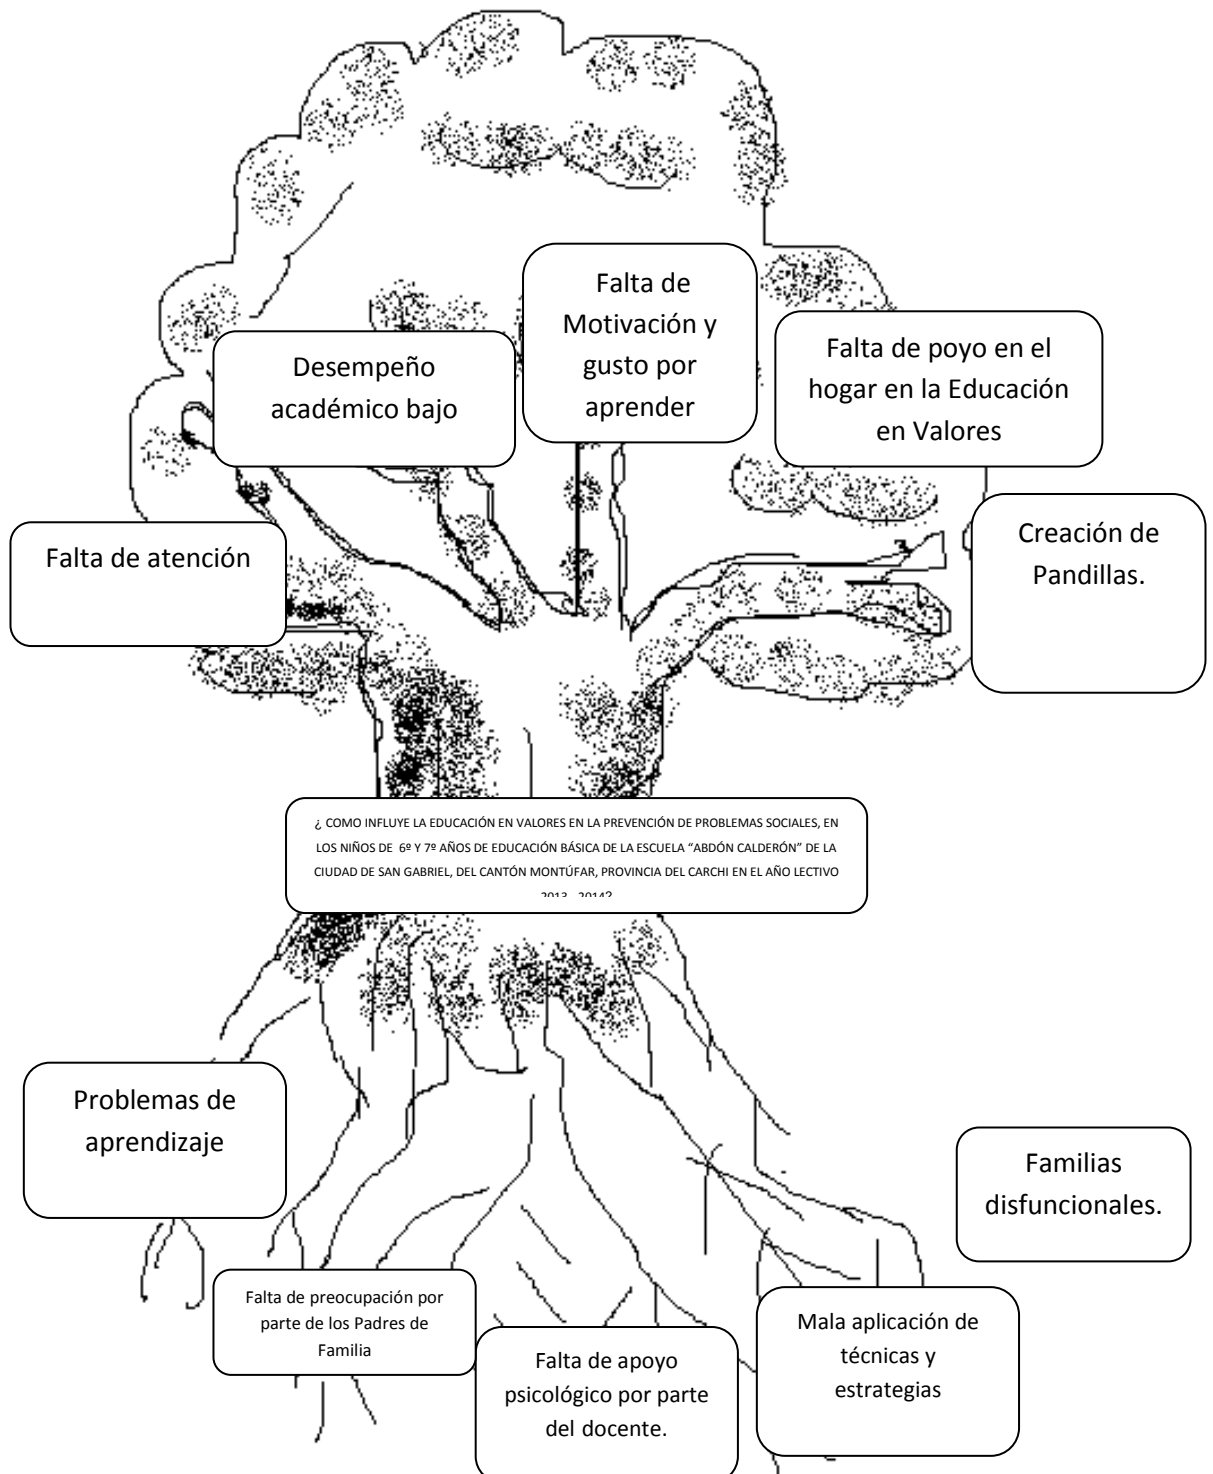 Falta de
Motivación y
gusto por
aprender
Desempeño
académico bajo
Falta de poyo en el
hogar en la Educación
en Valores
Falta de atención
Creación de
Pandillas.
¿ COMO INFLUYE LA EDUCACIÓN EN VALORES EN LA PREVENCIÓN DE PROBLEMAS SOCIALES, EN
LOS NIÑOS DE 6º Y 7º AÑOS DE EDUCACIÓN BÁSICA DE LA ESCUELA “ABDÓN CALDERÓN” DE LA
CIUDAD DE SAN GABRIEL, DEL CANTÓN MONTÚFAR, PROVINCIA DEL CARCHI EN EL AÑO LECTIVO
2013 - 2014?
Problemas de
aprendizaje
Familias
disfuncionales.
Falta de preocupación por
parte de los Padres de
Familia
Falta de apoyo
psicológico por parte
del docente.
Mala aplicación de
técnicas y
estrategias